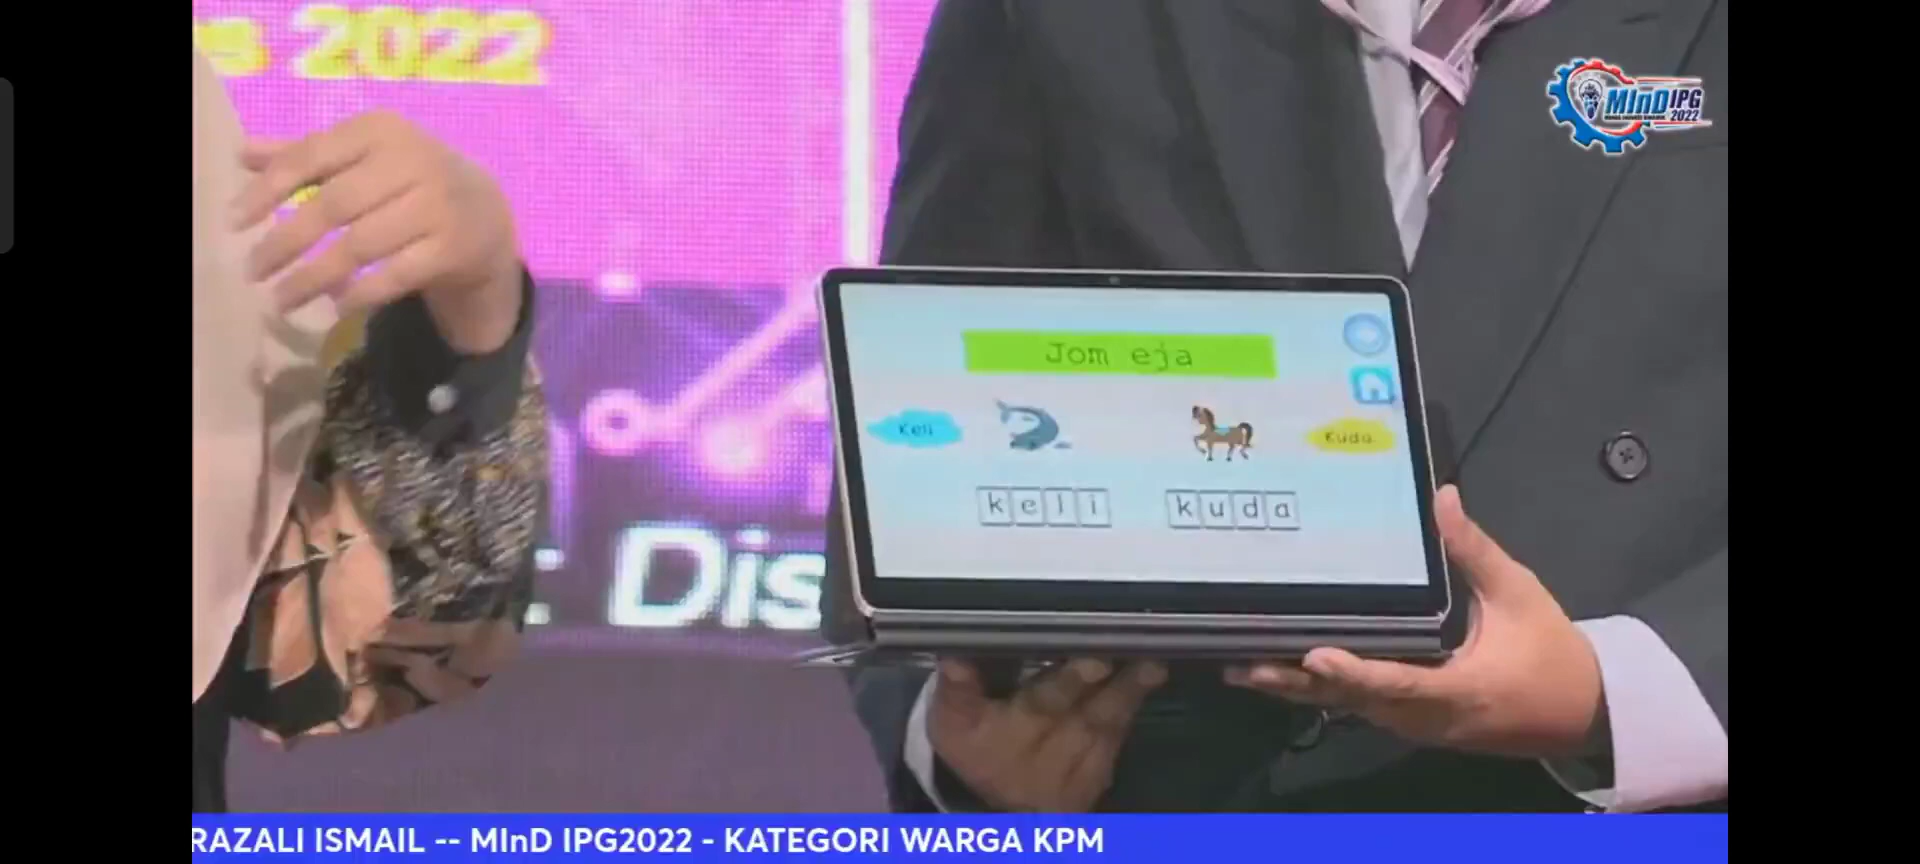 2022
MInD IPG
2022
Jom eja
Keli
Kuda
keli
kuda
: Dis
RAZALI ISMAIL -- MInD IPG2022 - KATEGORI WARGA KPM